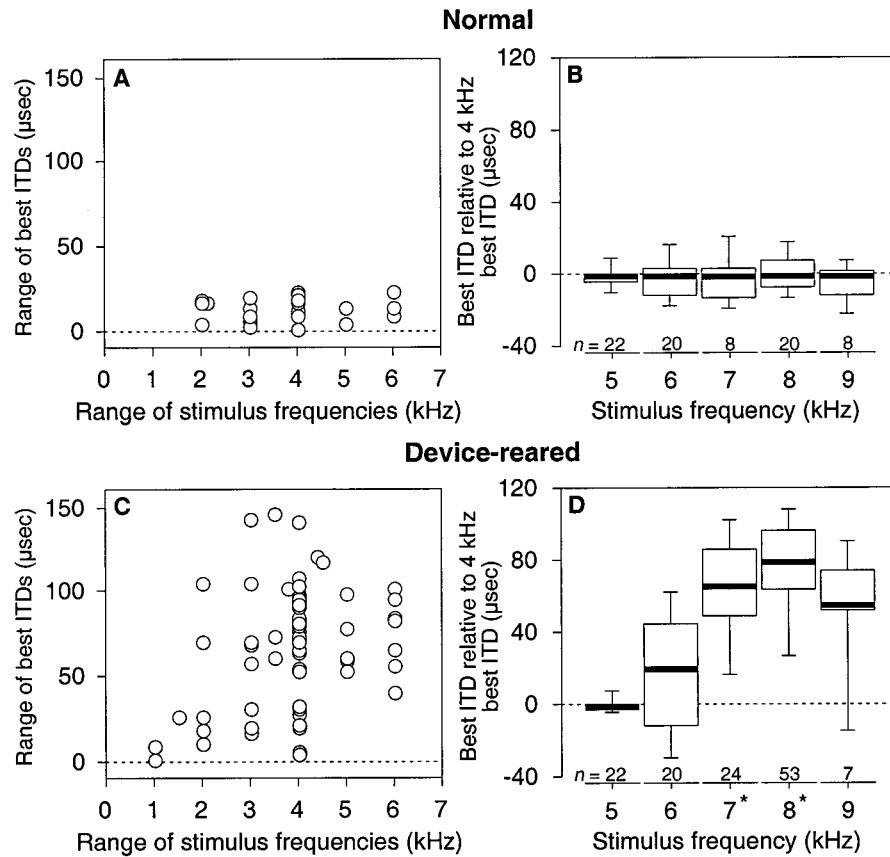 Normal
A
Range of best ITDs (µsec)
150
100
50
0
0 1 2 3 4 5 6 7
Range of stimulus frequencies (kHz)
B
Best ITD relative to 4 kHz
best ITD (µsec)
120
80
40
0
-40
n = 22 20 8 20 8
5 6 7 8 9
Stimulus frequency (kHz)
Device-reared
C
Range of best ITDs (µsec)
150
100
50
0
0 1 2 3 4 5 6 7
Range of stimulus frequencies (kHz)
D
Best ITD relative to 4 kHz
best ITD (µsec)
120
80
40
0
-40
n = 22 20 24 53 7
5 6 7* 8* 9
Stimulus frequency (kHz)